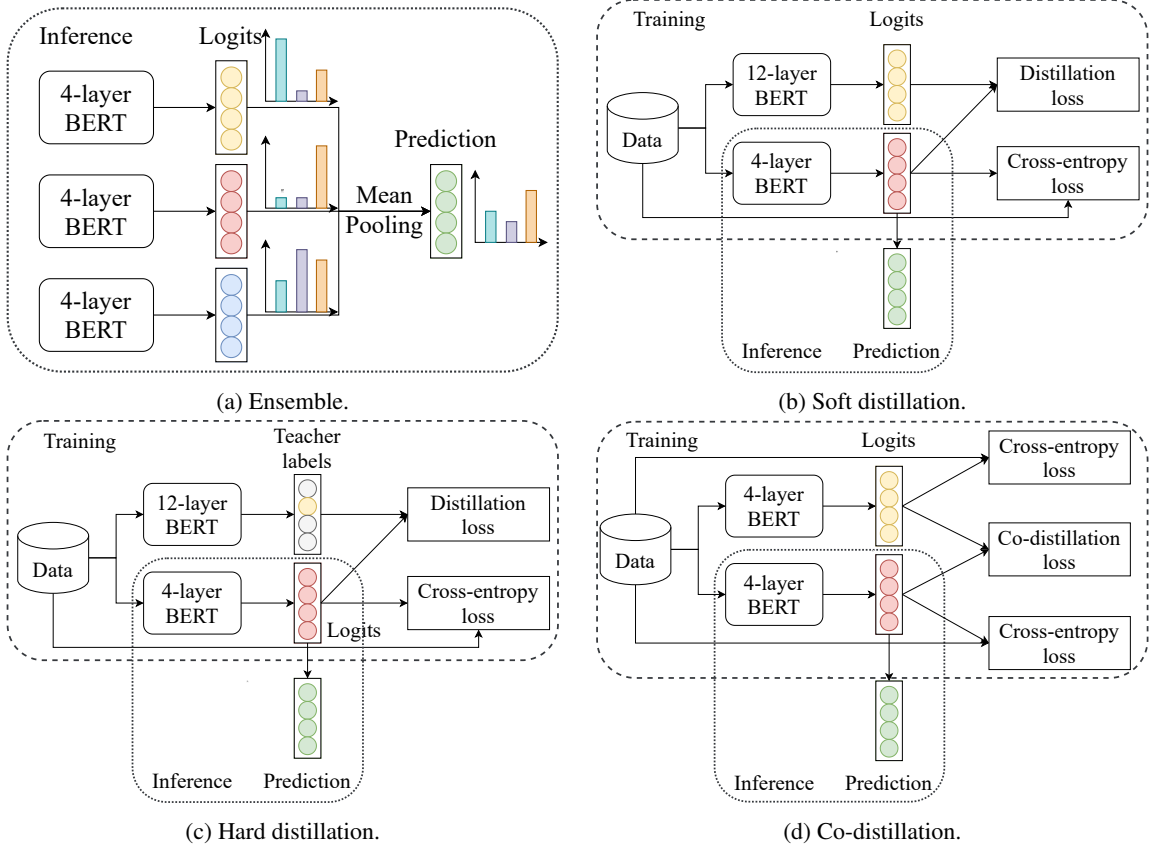 Inference
Logits
4-layer
BERT
4-layer
BERT
4-layer
BERT
Mean
Pooling
Prediction
(a) Ensemble.
Training
Logits
Data
12-layer
BERT
4-layer
BERT
Distillation
loss
Cross-entropy
loss
Inference
Prediction
(b) Soft distillation.
Training
Teacher
labels
Data
12-layer
BERT
4-layer
BERT
Logits
Distillation
loss
Cross-entropy
loss
Inference
Prediction
(c) Hard distillation.
Training
Logits
Data
4-layer
BERT
4-layer
BERT
Cross-entropy
loss
Co-distillation
loss
Cross-entropy
loss
Inference
Prediction
(d) Co-distillation.